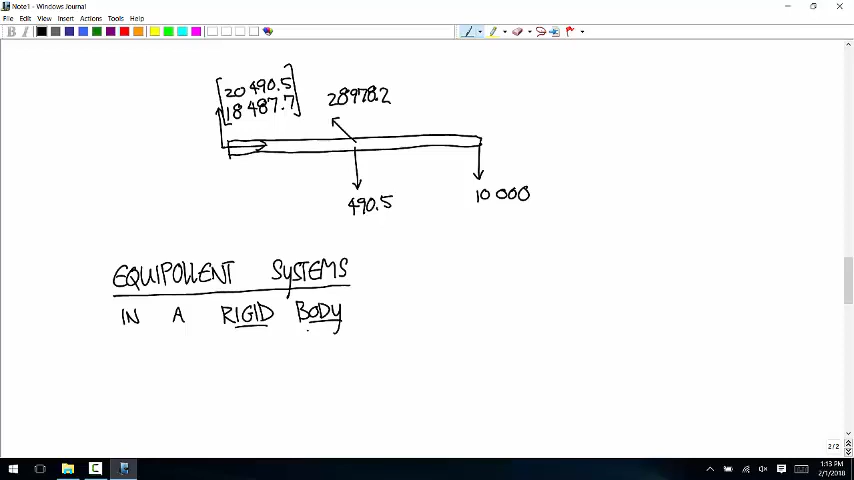 Note1 - Windows Journal
File Edit View Insert Actions Tools Help
B I
20 490.5
18 487.7
28978.2
490.5
10 000
EQUIPOLLENT SYSTEMS
IN A RIGID BODY
2/2
1:13 PM
2/1/2018